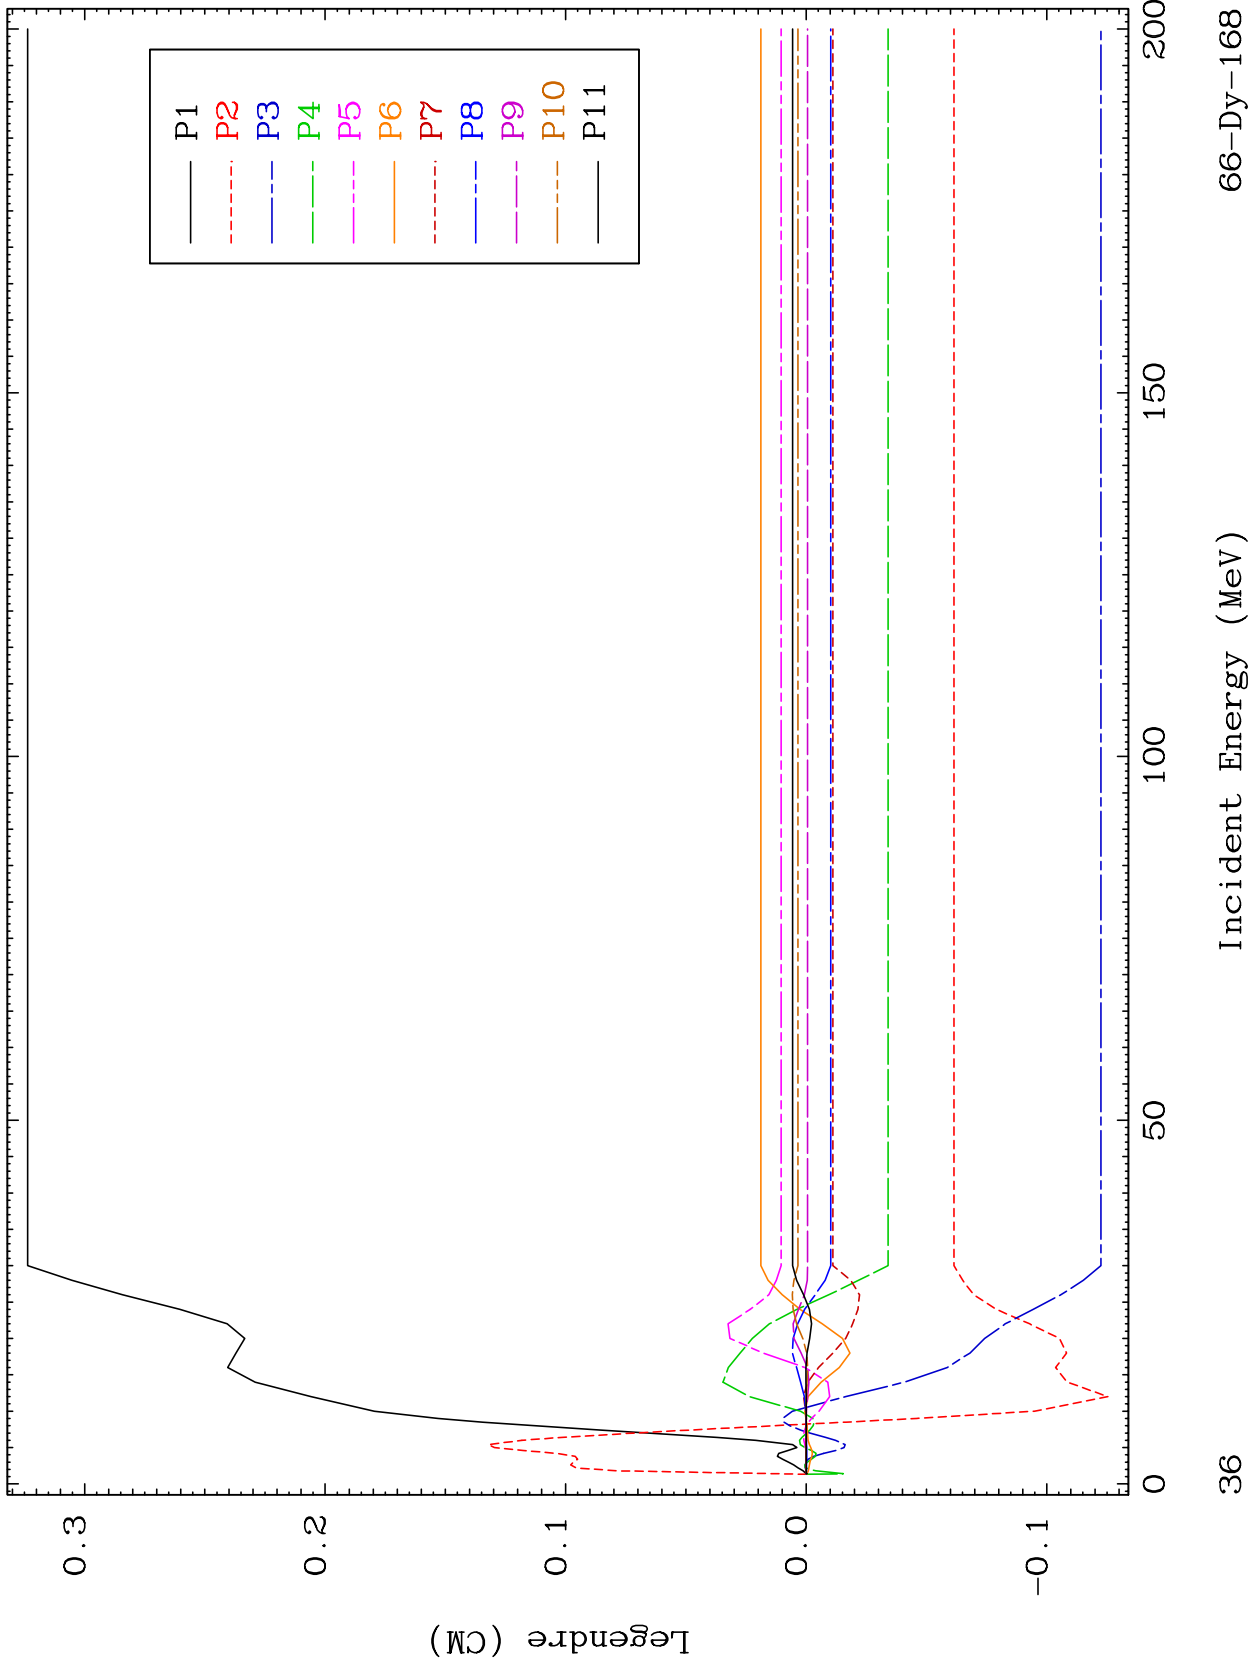 0.3
0.2
0.1
0.0
-0.1
Legendre (CM)
P1
P2
P3
P4
P5
P6
P7
P8
P9
P10
P11
0
50
100
150
200
Incident Energy (MeV)
36
66-Dy-168